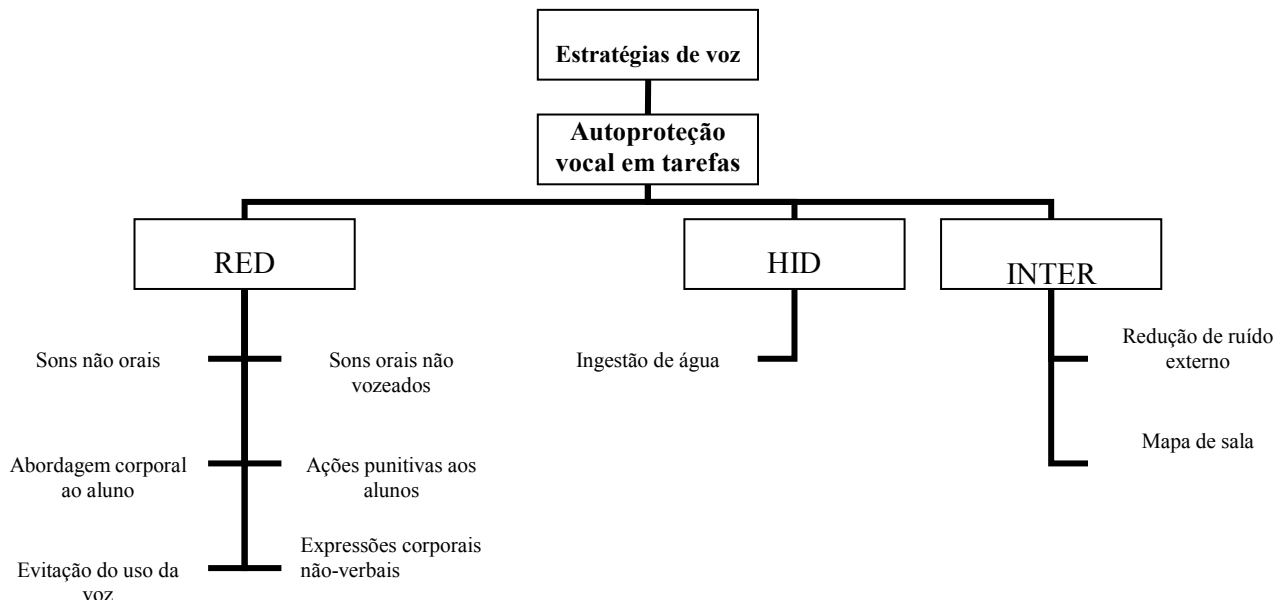 Estratégias de voz
Autoproteção
vocal em tarefas
RED
HID
INTER
Sons não orais
Sons orais não
vozeados
Abordagem corporal
ao aluno
Ações punitivas aos
alunos
Evitação do uso da
voz
Expressões corporais
não-verbais
Ingestão de água
Redução de ruído
externo
Mapa de sala